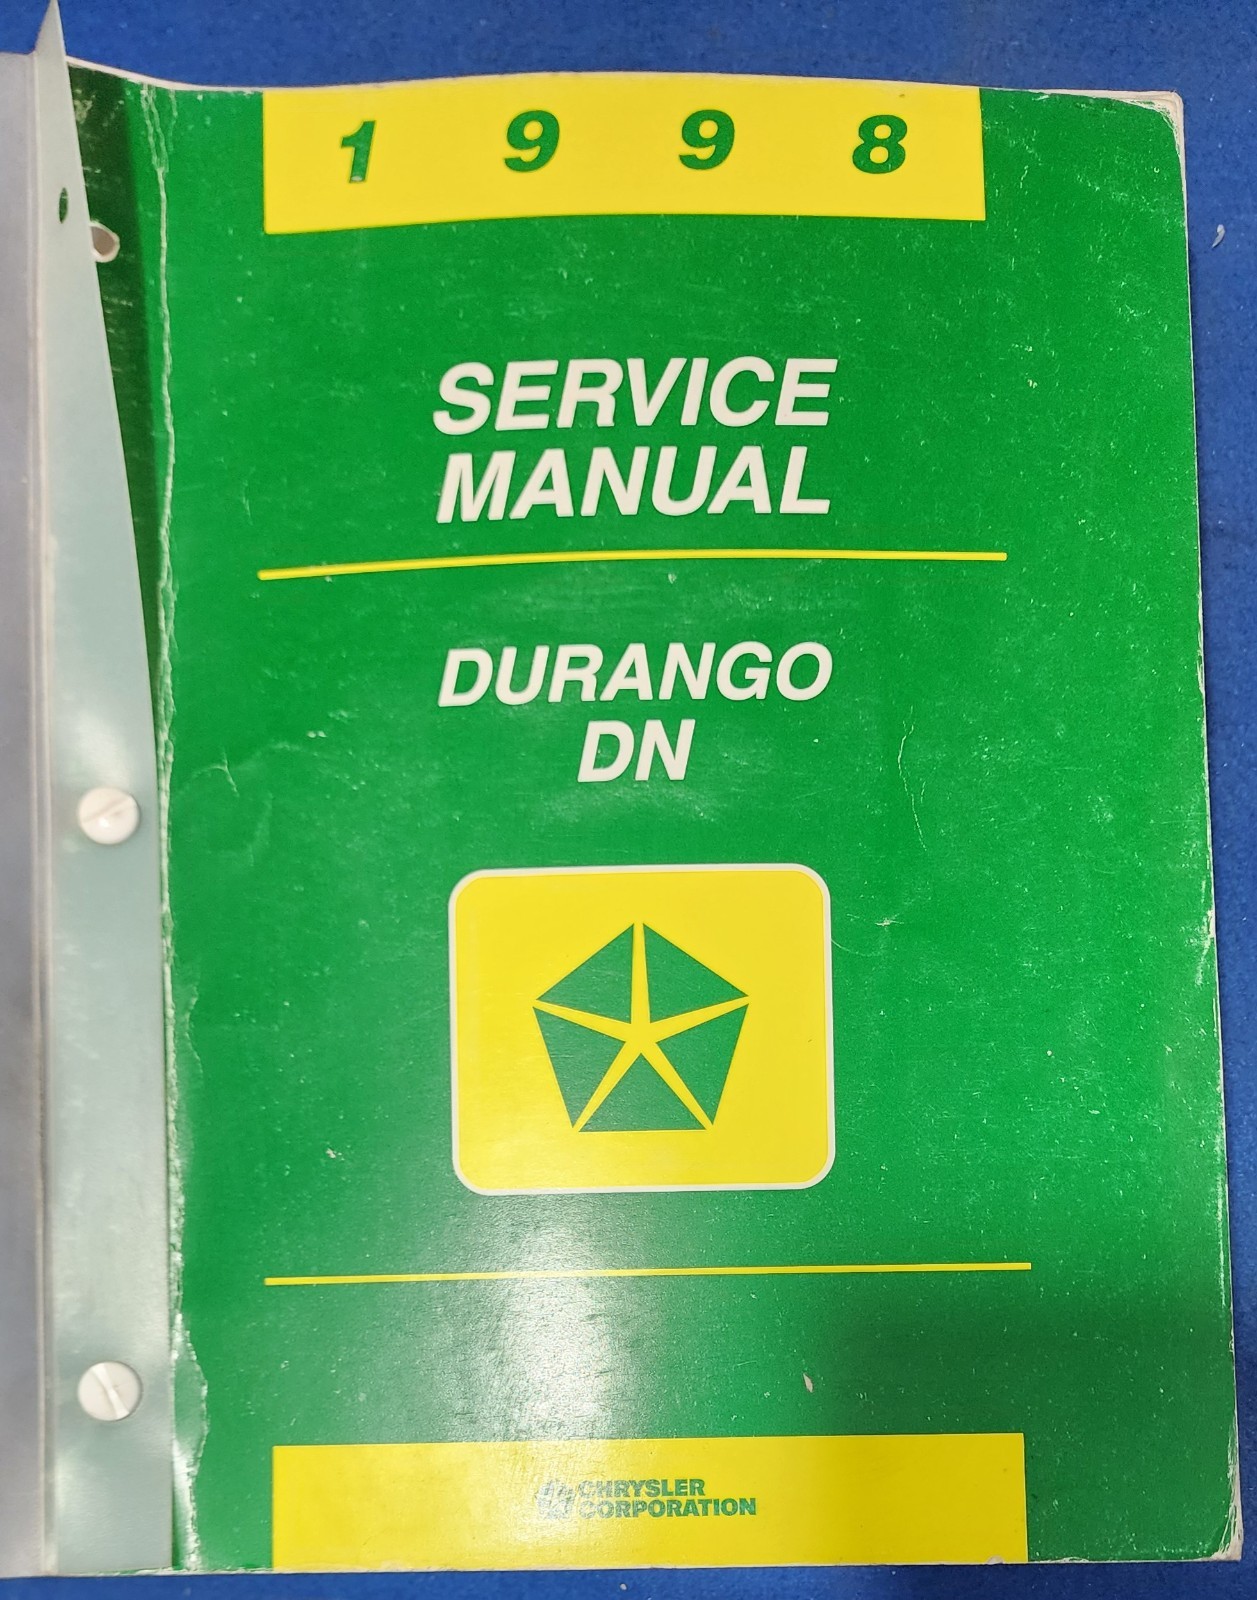 1 9 9 8
SERVICE
MANUAL
DURANGO
DN
CHRYSLER
CORPORATION